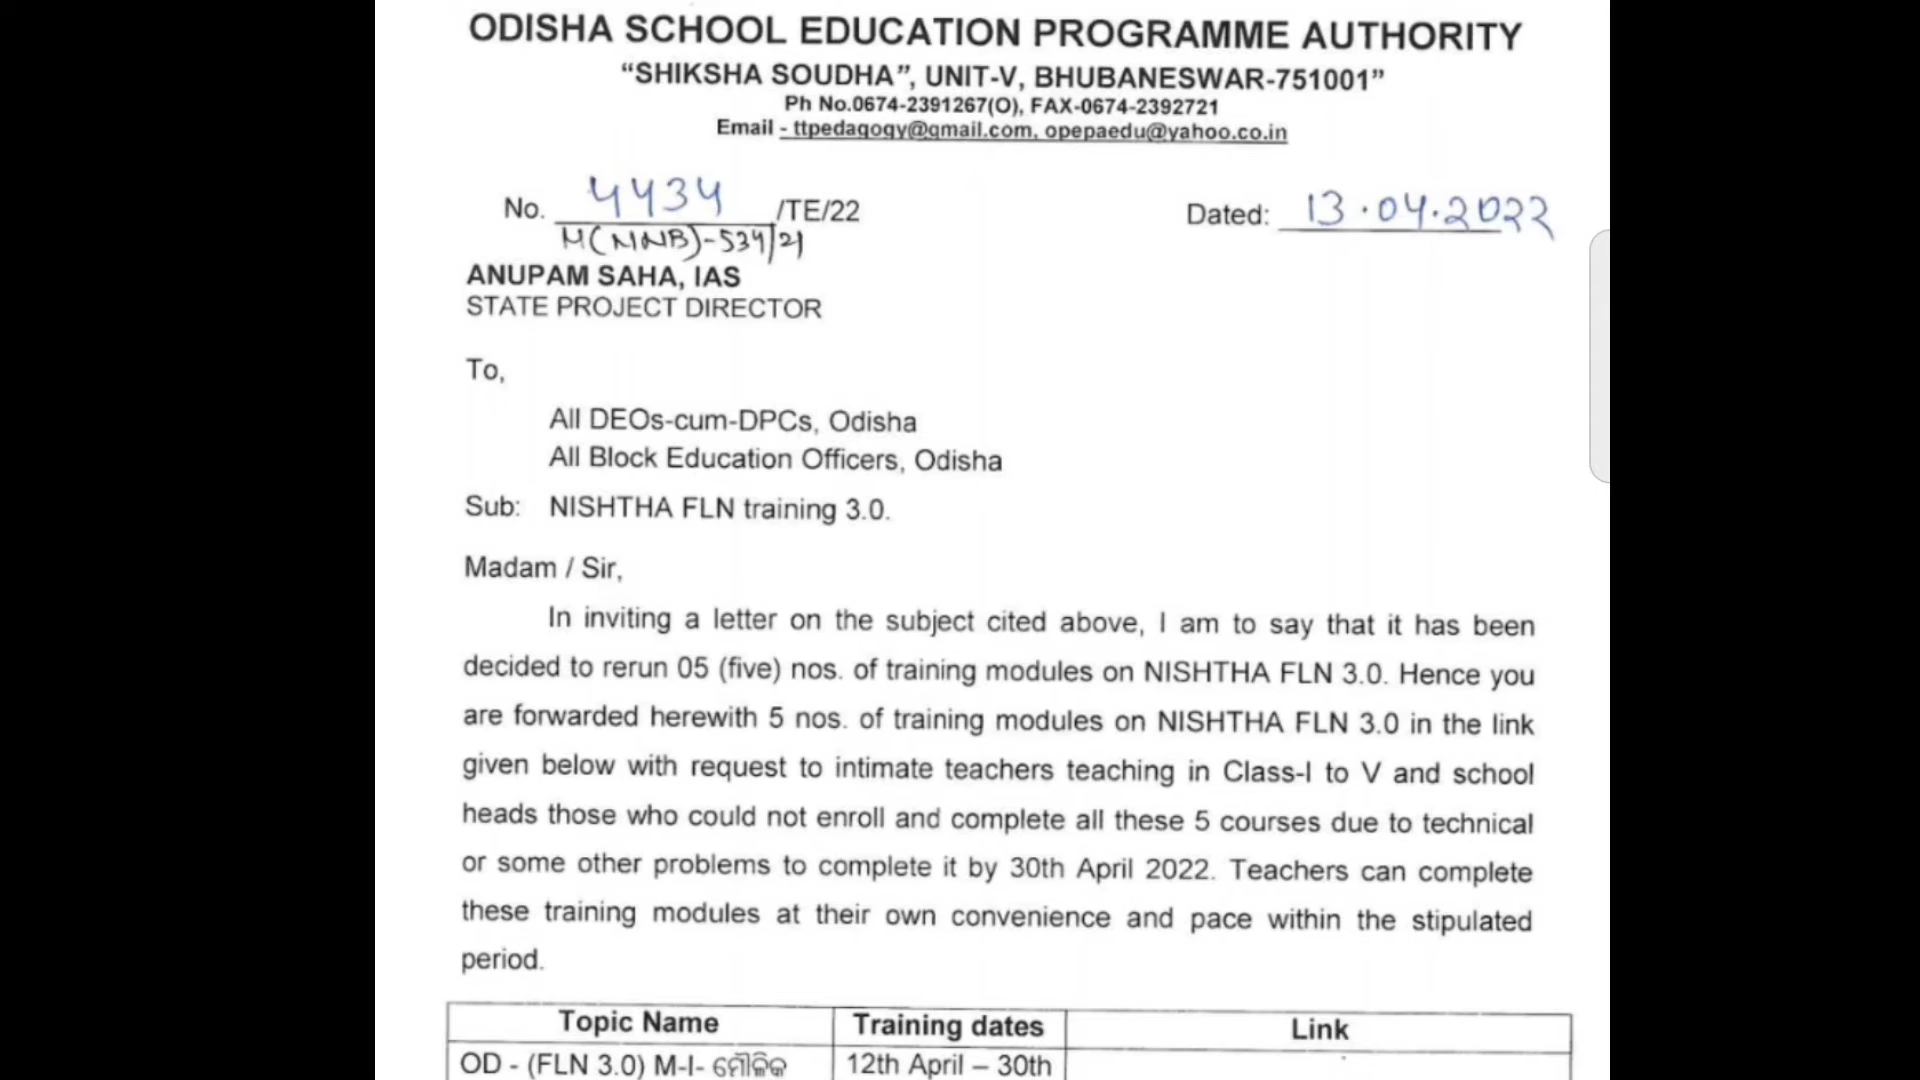 ODISHA SCHOOL EDUCATION PROGRAMME AUTHORITY
“SHIKSHA SOUDHA”, UNIT-V, BHUBANESWAR-751001”
Ph No.0674-2391267(O), FAX-0674-2392721
Email - ttpedagogy@gmail.com, opepaedu@yahoo.co.in
No. 4434 /TE/22 Dated: 13.04.2022
M(MNB)-534/21
ANUPAM SAHA, IAS
STATE PROJECT DIRECTOR
To,
All DEOs-cum-DPCs, Odisha
All Block Education Officers, Odisha
Sub: NISHTHA FLN training 3.0.
Madam / Sir,
In inviting a letter on the subject cited above, I am to say that it has been
decided to rerun 05 (five) nos. of training modules on NISHTHA FLN 3.0. Hence you
are forwarded herewith 5 nos. of training modules on NISHTHA FLN 3.0 in the link
given below with request to intimate teachers teaching in Class-I to V and school
heads those who could not enroll and complete all these 5 courses due to technical
or some other problems to complete it by 30th April 2022. Teachers can complete
these training modules at their own convenience and pace within the stipulated
period.
Topic Name Training dates Link
OD - (FLN 3.0) M-I- ମୌଳିକ 12th April – 30th